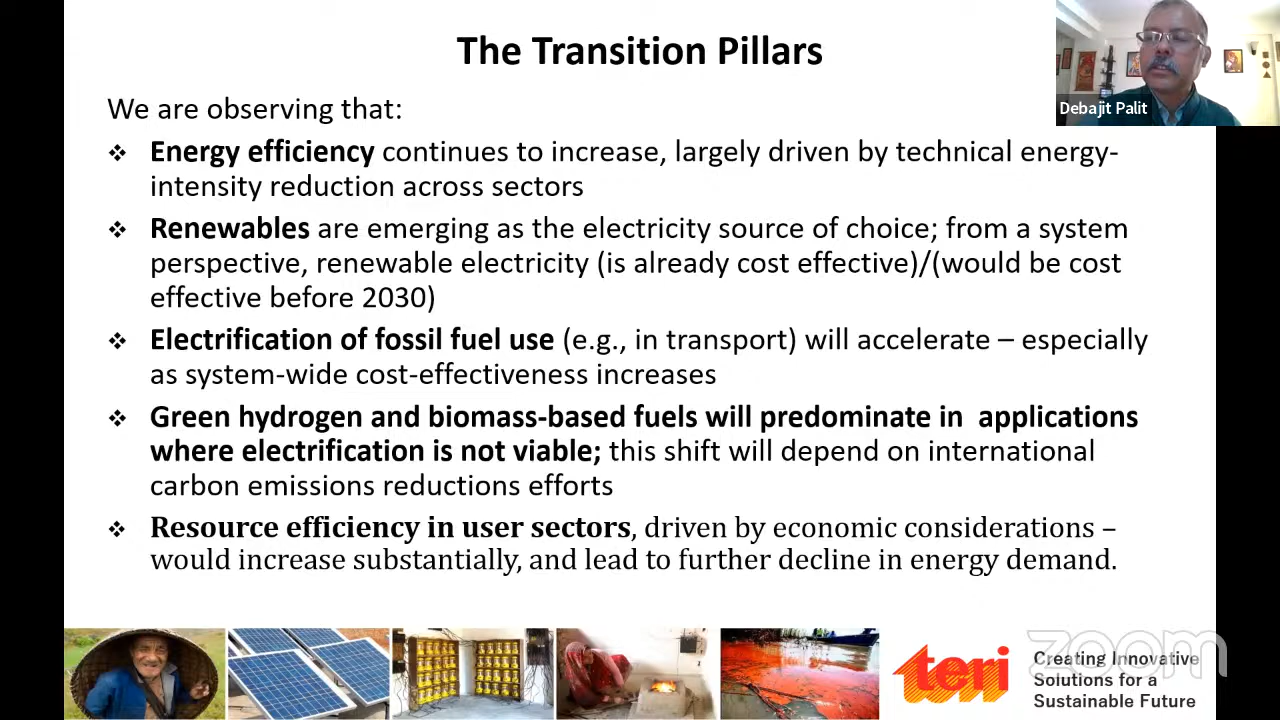 The Transition Pillars
Debajit Palit
We are observing that:
❖ Energy efficiency continues to increase, largely driven by technical energy-
intensity reduction across sectors
❖ Renewables are emerging as the electricity source of choice; from a system
perspective, renewable electricity (is already cost effective)/(would be cost
effective before 2030)
❖ Electrification of fossil fuel use (e.g., in transport) will accelerate – especially
as system-wide cost-effectiveness increases
❖ Green hydrogen and biomass-based fuels will predominate in  applications
where electrification is not viable; this shift will depend on international
carbon emissions reductions efforts
❖ Resource efficiency in user sectors, driven by economic considerations –
would increase substantially, and lead to further decline in energy demand.
teri
zoom
Creating Innovative
Solutions for a
Sustainable Future